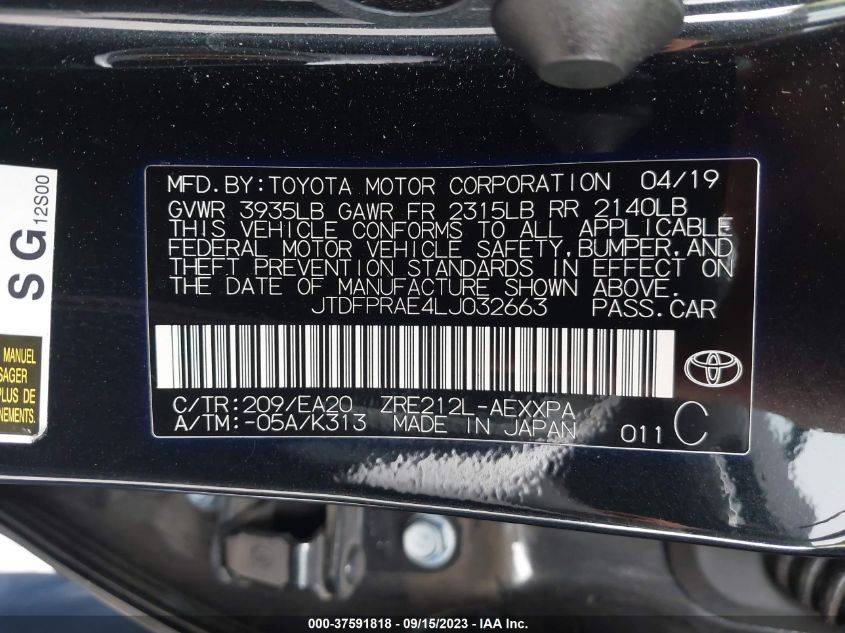 MFD.BY:TOYOTA MOTOR CORPORATION 04/19
GVWR 3935LB GAWR FR 2315LB RR 2140LB
THIS VEHICLE CONFORMS TO ALL APPLICABLE
FEDERAL MOTOR VEHICLE SAFETY,BUMPER,AND
THEFT PREVENTION STANDARDS IN EFFECT ON
THE DATE OF MANUFACTURE SHOWN ABOVE.
JTDFPRAE4LJ032663 PASS.CAR
C/TR:209/EA20 ZRE212L-AEXXPA
A/TM:-05A/K313 MADE IN JAPAN 011 C
SG
12S00
MANUEL
SAGER
PLUS DE
NEMENTS.
000-37591818 - 09/15/2023 - © IAA, Inc.